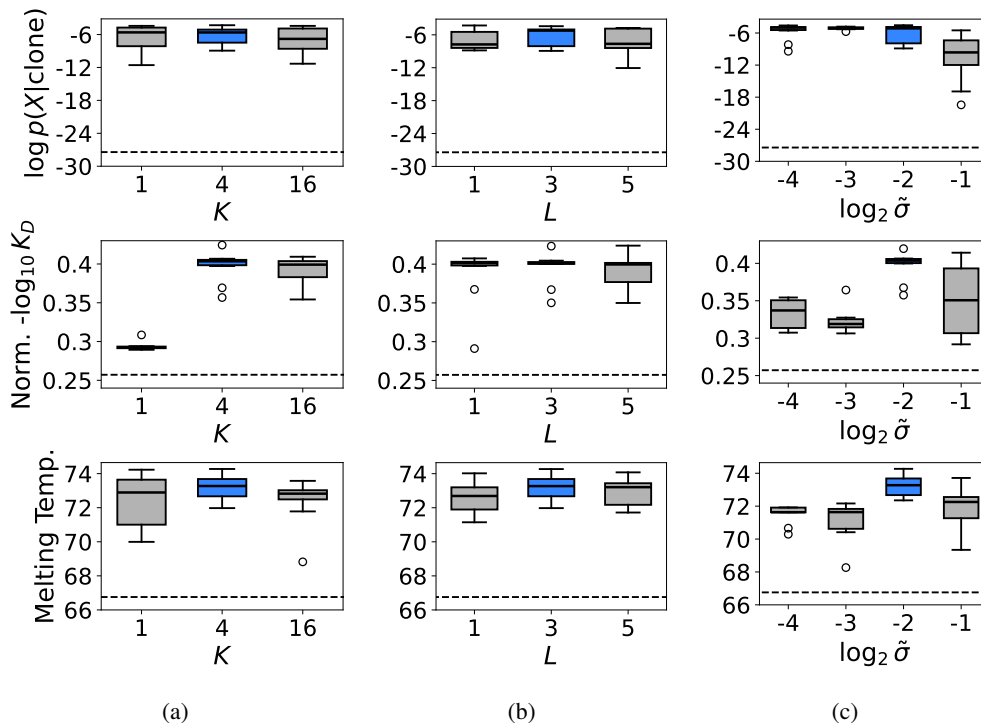 log p(X|clone)
-6
-12
-18
-24
-30
1 4 16
K
-6
-12
-18
-24
-30
1 3 5
L
-6
-12
-18
-24
-30
-4 -3 -2 -1
log₂ σ̃
Norm. -log₁₀ K_D
0.4
0.35
0.3
0.25
1 4 16
K
0.4
0.35
0.3
0.25
1 3 5
L
0.4
0.35
0.3
0.25
-4 -3 -2 -1
log₂ σ̃
Melting Temp.
74
72
70
68
66
1 4 16
K
74
72
70
68
66
1 3 5
L
74
72
70
68
66
-4 -3 -2 -1
log₂ σ̃
(a) (b) (c)